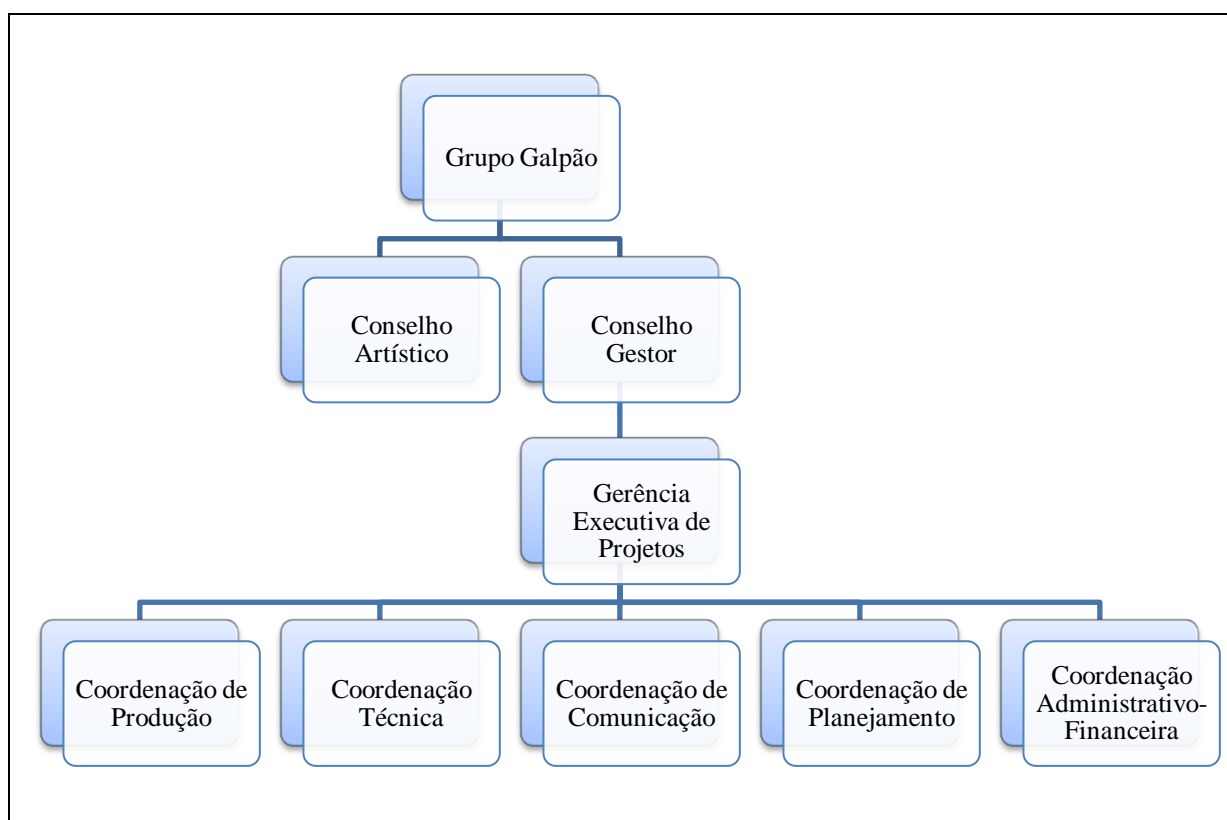 Grupo Galpão
Conselho
Artístico
Conselho
Gestor
Gerência
Executiva de
Projetos
Coordenação de
Produção
Coordenação
Técnica
Coordenação de
Comunicação
Coordenação de
Planejamento
Coordenação
Administrativo-
Financeira